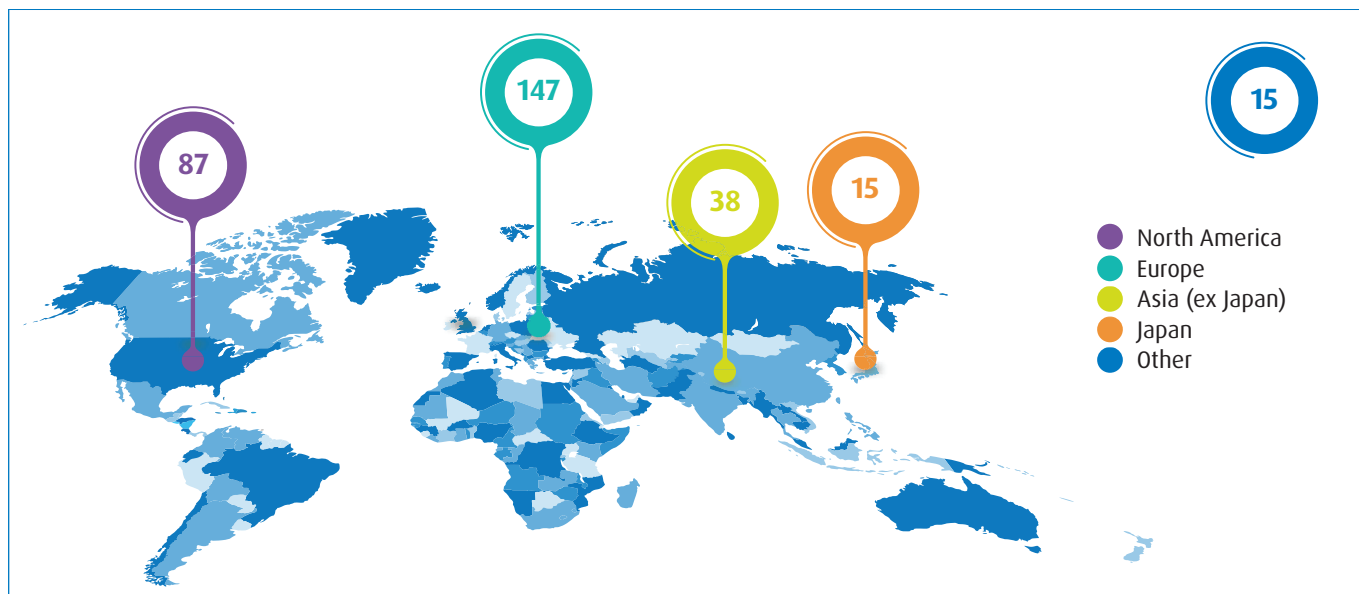 147
15
87
38
15
North America
Europe
Asia (ex Japan)
Japan
Other